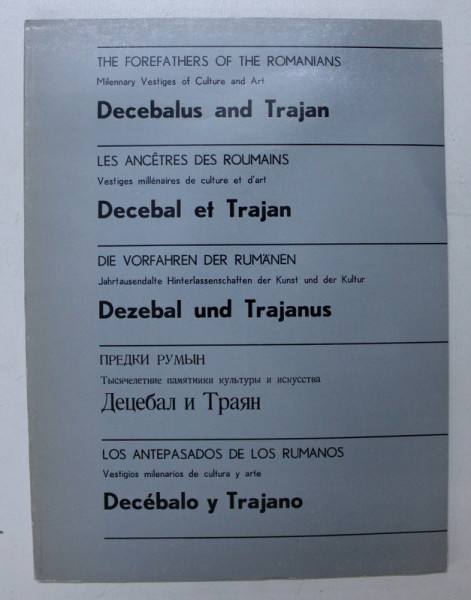 THE FOREFATHERS OF THE ROMANIANS
Milennary Vestiges of Culture and Art
Decebalus and Trajan
LES ANCÊTRES DES ROUMAINS
Vestiges millénaires de culture et d'art
Decebal et Trajan
DIE VORFAHREN DER RUMÄNEN
Jahrtausendalte Hinterlassenschaften der Kunst und der Kultur
Dezebal und Trajanus
ПРЕДКИ РУМЫН
Тысячелетние памятники культуры и искусства
Децебал и Траян
LOS ANTEPASADOS DE LOS RUMANOS
Vestigios milenarios de cultura y arte
Decébalo y Trajano